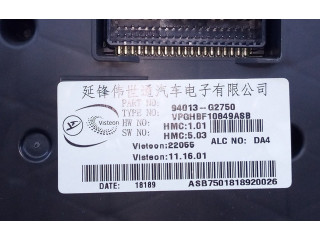 延锋伟世通汽车电子有限公司
Visteon
PART NO: 94013--G2750
TYPE NO: VPGHBF10849ASB
HW NO: HMC:1.01
SW NO: HMC:5.03 ALC NO: DA4
Visteon:22055
Visteon:11.16.01
DATE: 18189 ASB7501818920026